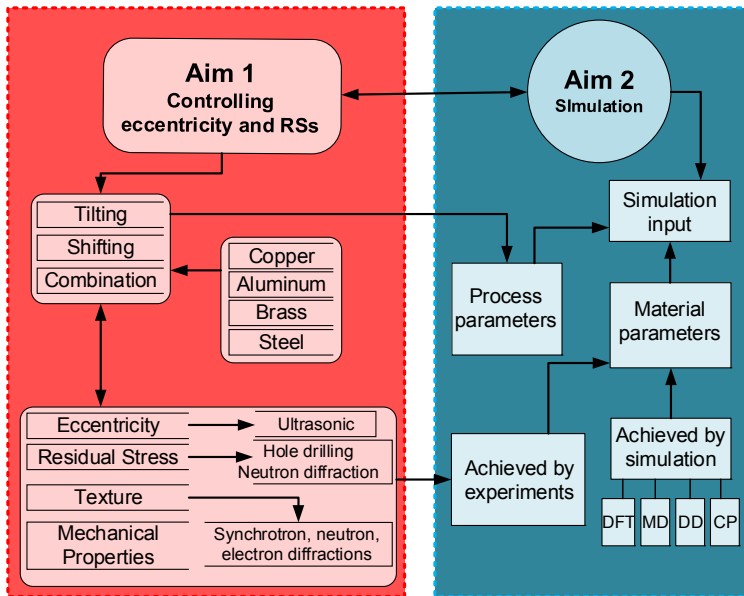 Aim 1
Controlling
eccentricity and RSs
Tilting
Shifting
Combination
Copper
Aluminum
Brass
Steel
Eccentricity
Ultrasonic
Residual Stress
Hole drilling
Neutron diffraction
Texture
Mechanical
Properties
Synchrotron, neutron,
electron diffractions
Aim 2
SImulation
Simulation
input
Process
parameters
Material
parameters
Achieved by
experiments
Achieved by
simulation
DFT
MD
DD
CP